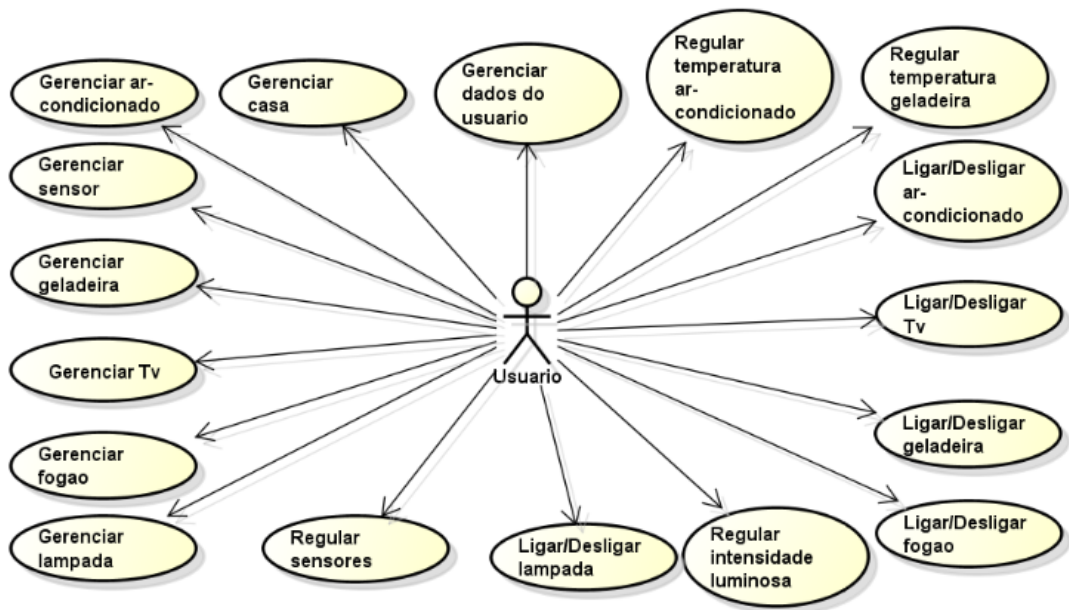 Gerenciar ar-
condicionado
Gerenciar
casa
Gerenciar
dados do
usuario
Regular
temperatura
ar-
condicionado
Regular
temperatura
geladeira
Gerenciar
sensor
Ligar/Desligar
ar-
condicionado
Gerenciar
geladeira
Ligar/Desligar
Tv
Gerenciar Tv
Usuario
Ligar/Desligar
geladeira
Gerenciar
fogao
Gerenciar
lampada
Regular
sensores
Ligar/Desligar
lampada
Regular
intensidade
luminosa
Ligar/Desligar
fogao